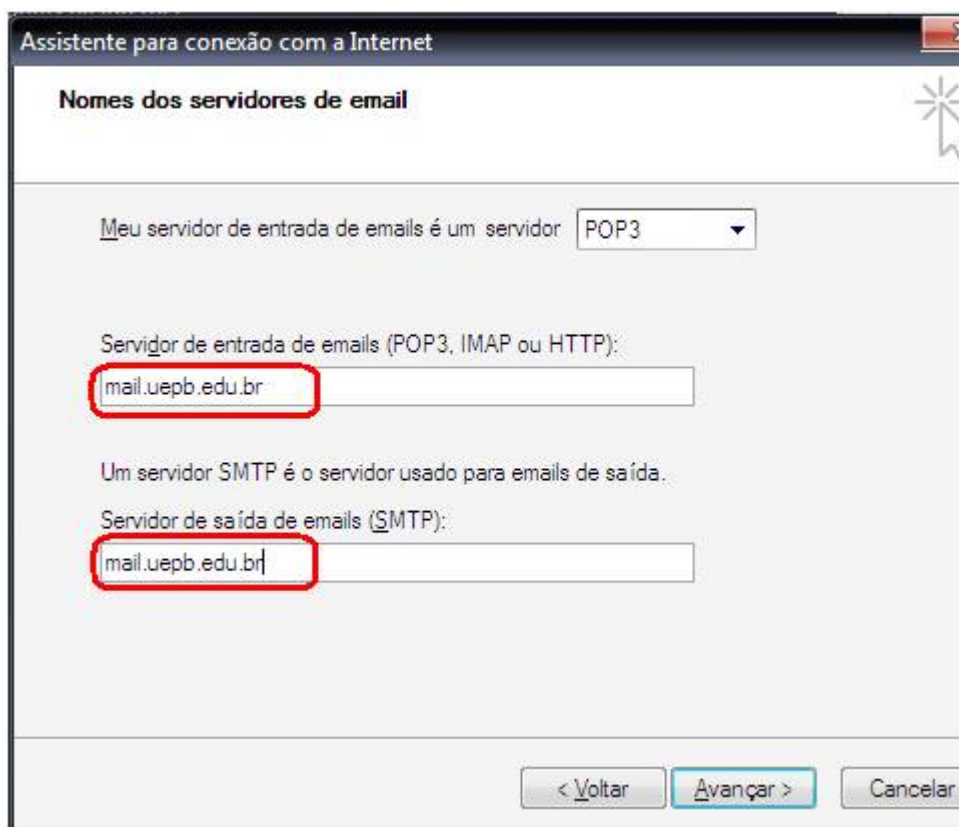 Assistente para conexão com a Internet
Nomes dos servidores de email
Meu servidor de entrada de emails é um servidor POP3
Servidor de entrada de emails (POP3, IMAP ou HTTP):
mail.uepb.edu.br
Um servidor SMTP é o servidor usado para emails de saída.
Servidor de saída de emails (SMTP):
mail.uepb.edu.br
< Voltar Avançar > Cancelar